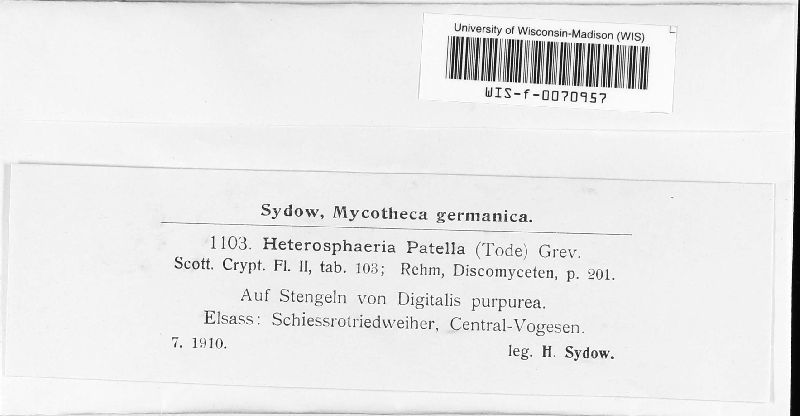 University of Wisconsin-Madison (WIS)
WIS-f-0070957
Sydow, Mycotheca germanica.
1103. Heterosphaeria Patella (Tode) Grev.
Scott. Crypt. Fl. II, tab. 103; Rehm, Discomyceten, p. 201.
Auf Stengeln von Digitalis purpurea.
Elsass: Schiessrotriedweiher, Central-Vogesen.
7. 1910. leg. H. Sydow.